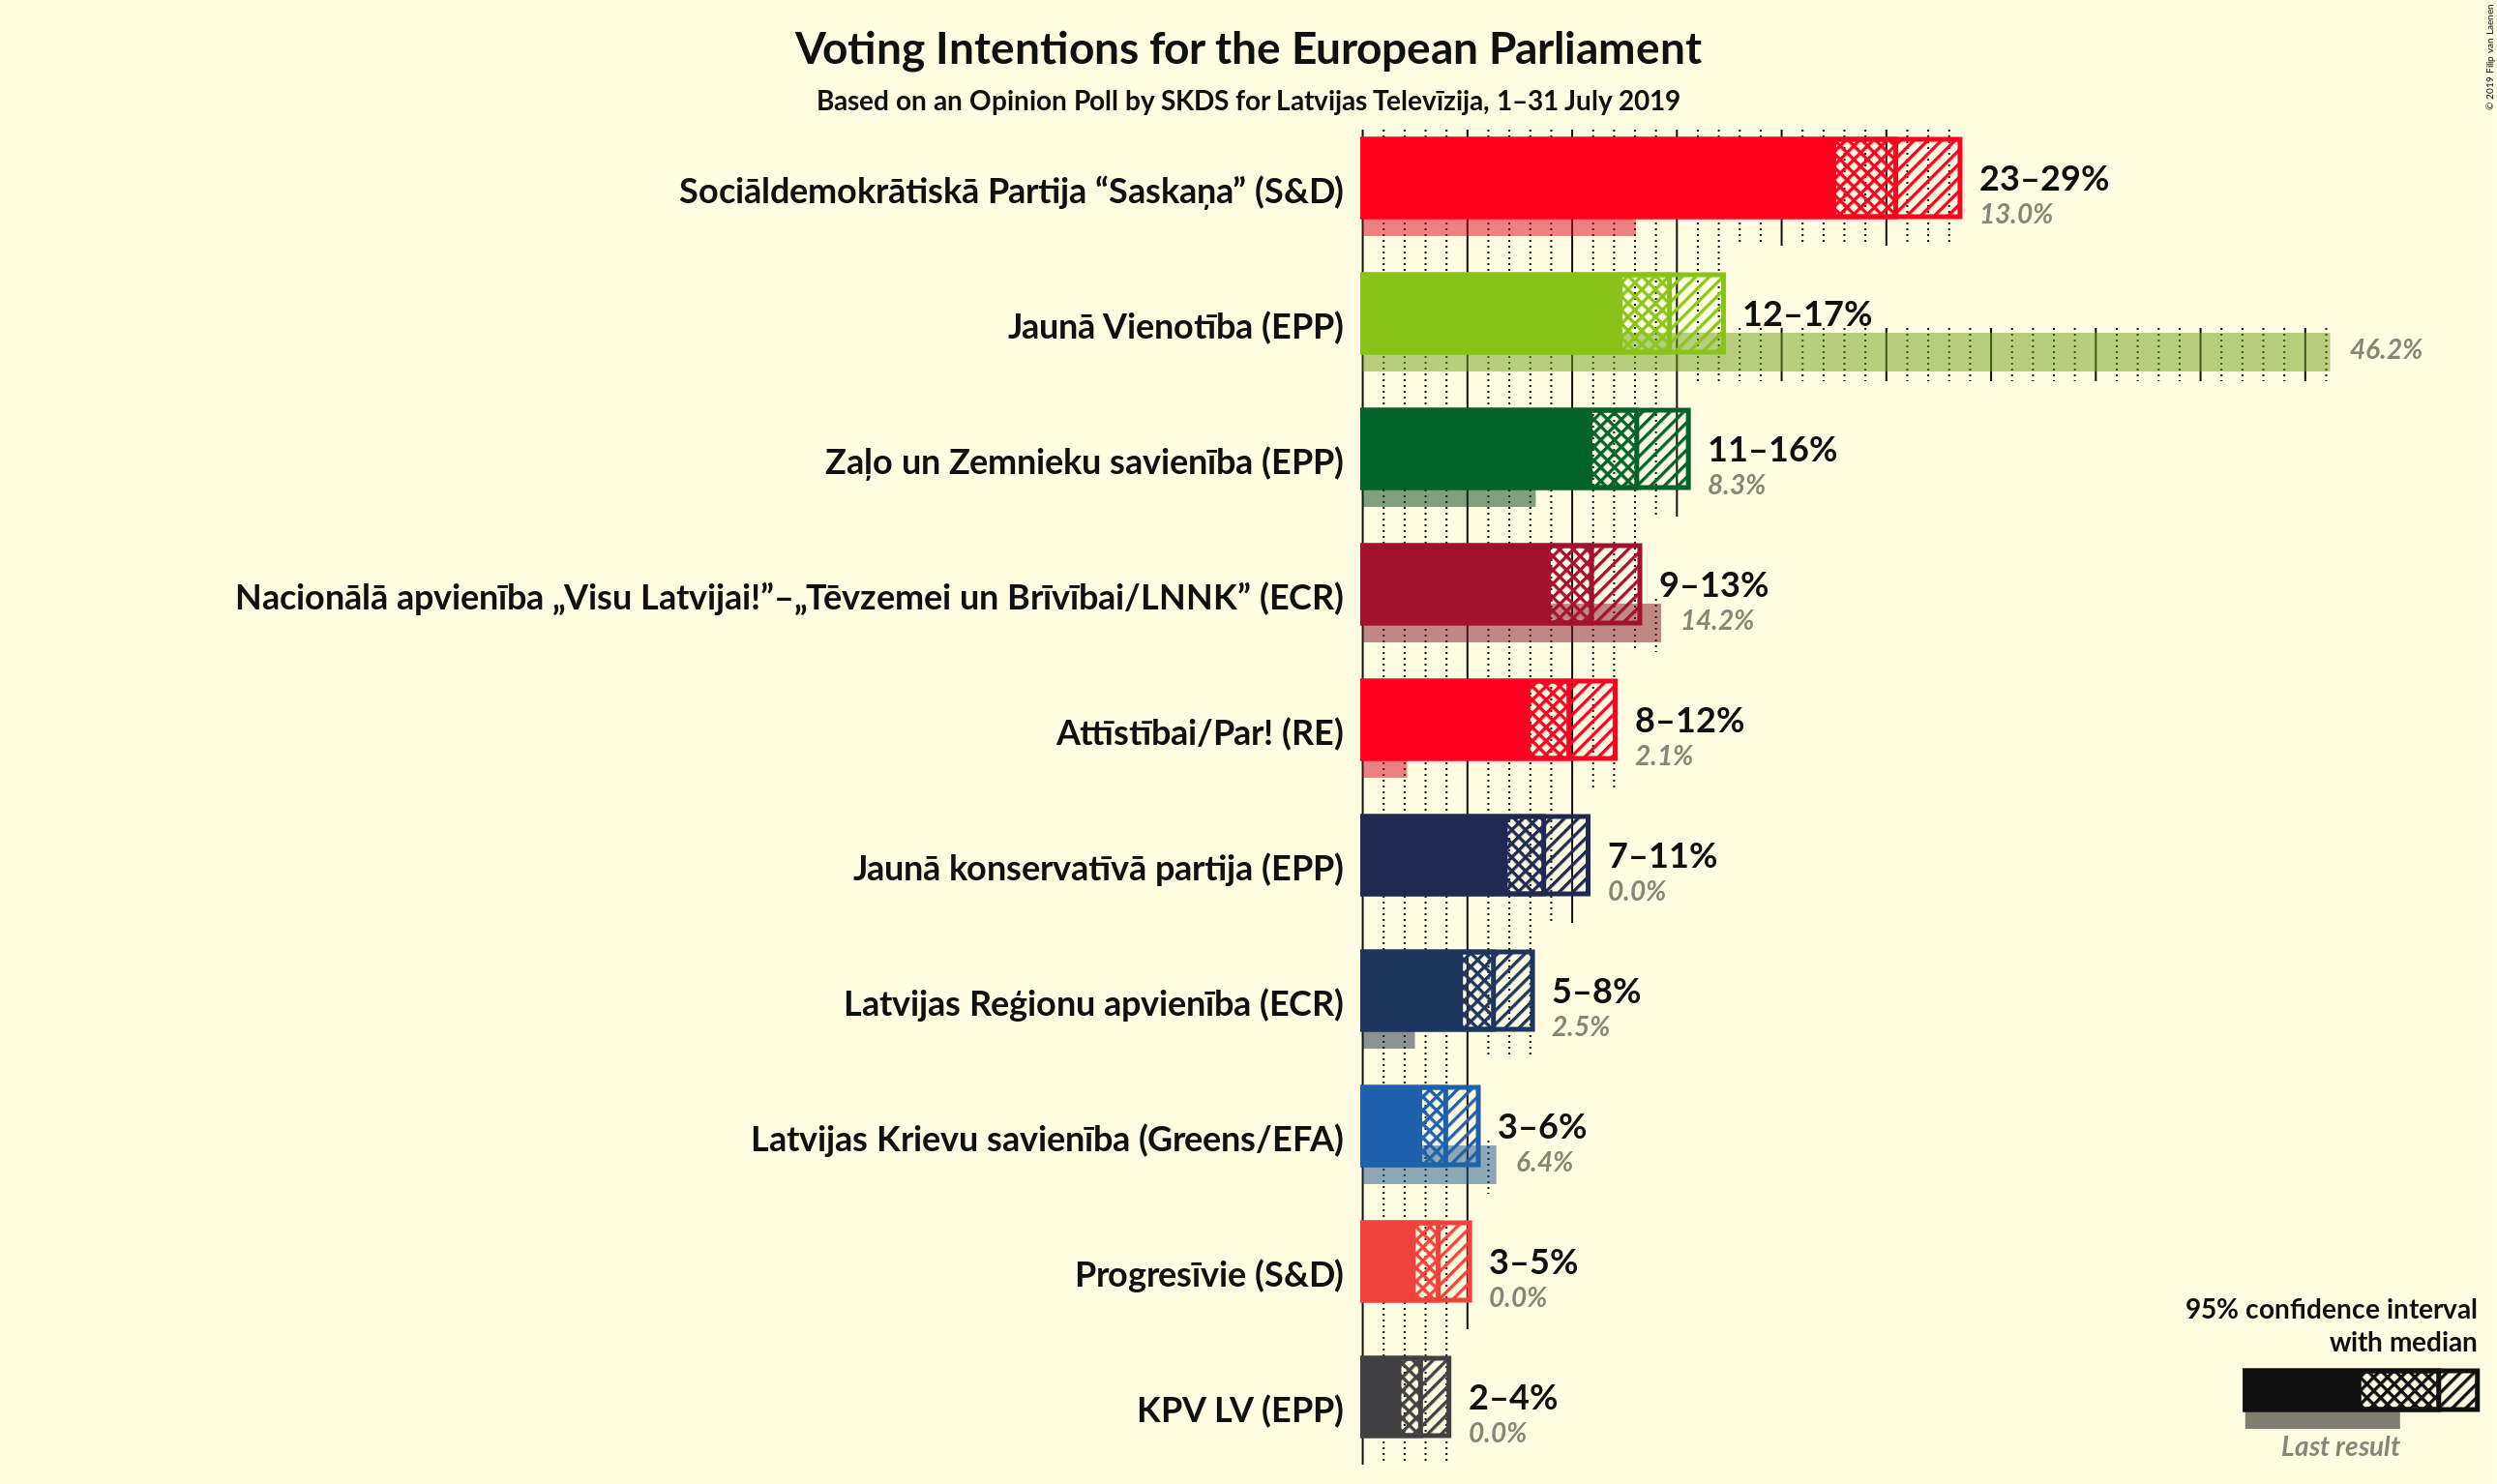 Voting Intentions for the European Parliament
Based on an Opinion Poll by SKDS for Latvijas Televīzija, 1–31 July 2019
© 2019 Filip van Laenen
Sociāldemokrātiskā Partija “Saskaņa” (S&D)
23–29%
13.0%
Jaunā Vienotība (EPP)
12–17%
46.2%
Zaļo un Zemnieku savienība (EPP)
11–16%
8.3%
Nacionālā apvienība „Visu Latvijai!”–„Tēvzemei un Brīvībai/LNNK” (ECR)
9–13%
14.2%
Attīstībai/Par! (RE)
8–12%
2.1%
Jaunā konservatīvā partija (EPP)
7–11%
0.0%
Latvijas Reģionu apvienība (ECR)
5–8%
2.5%
Latvijas Krievu savienība (Greens/EFA)
3–6%
6.4%
Progresīvie (S&D)
3–5%
0.0%
KPV LV (EPP)
2–4%
0.0%
95% confidence interval
with median
Last result